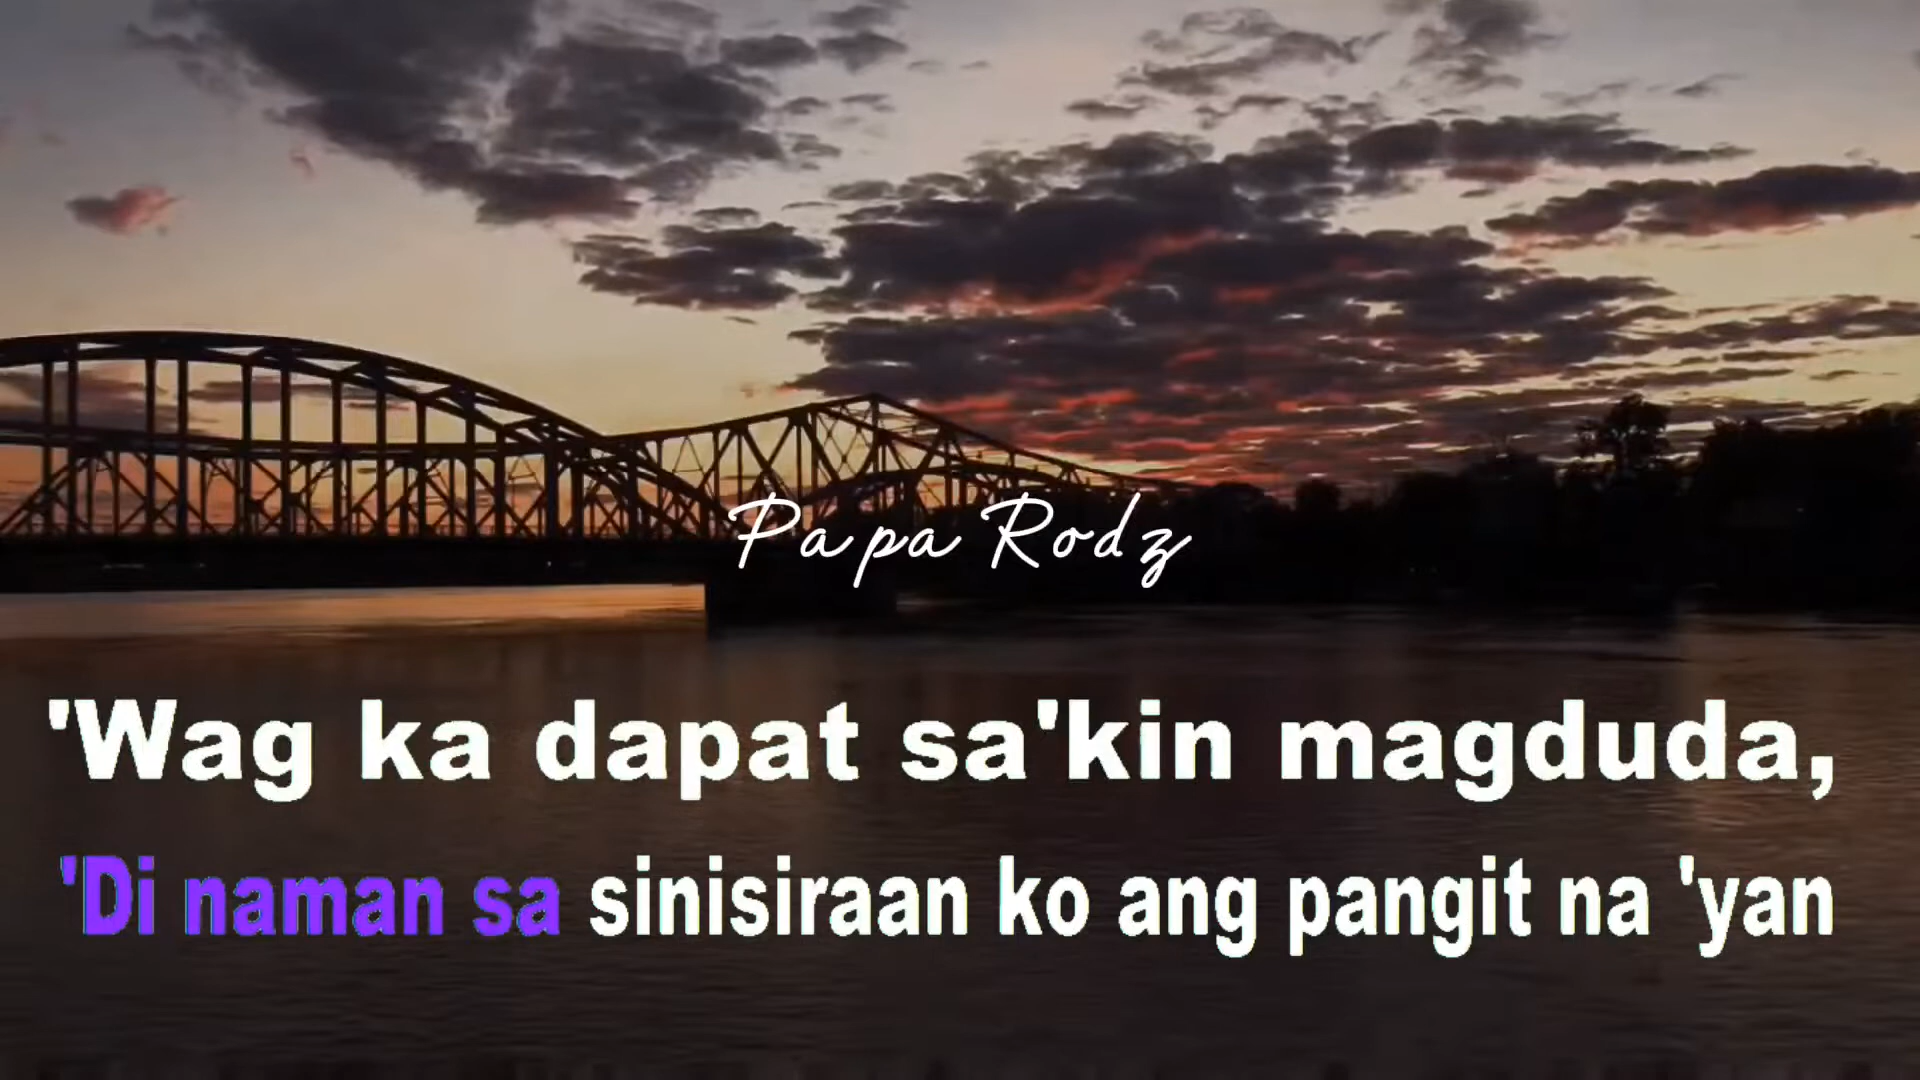 Papa Rodz
'Wag ka dapat sa'kin magduda,
'Di naman sa sinisiraan ko ang pangit na 'yan